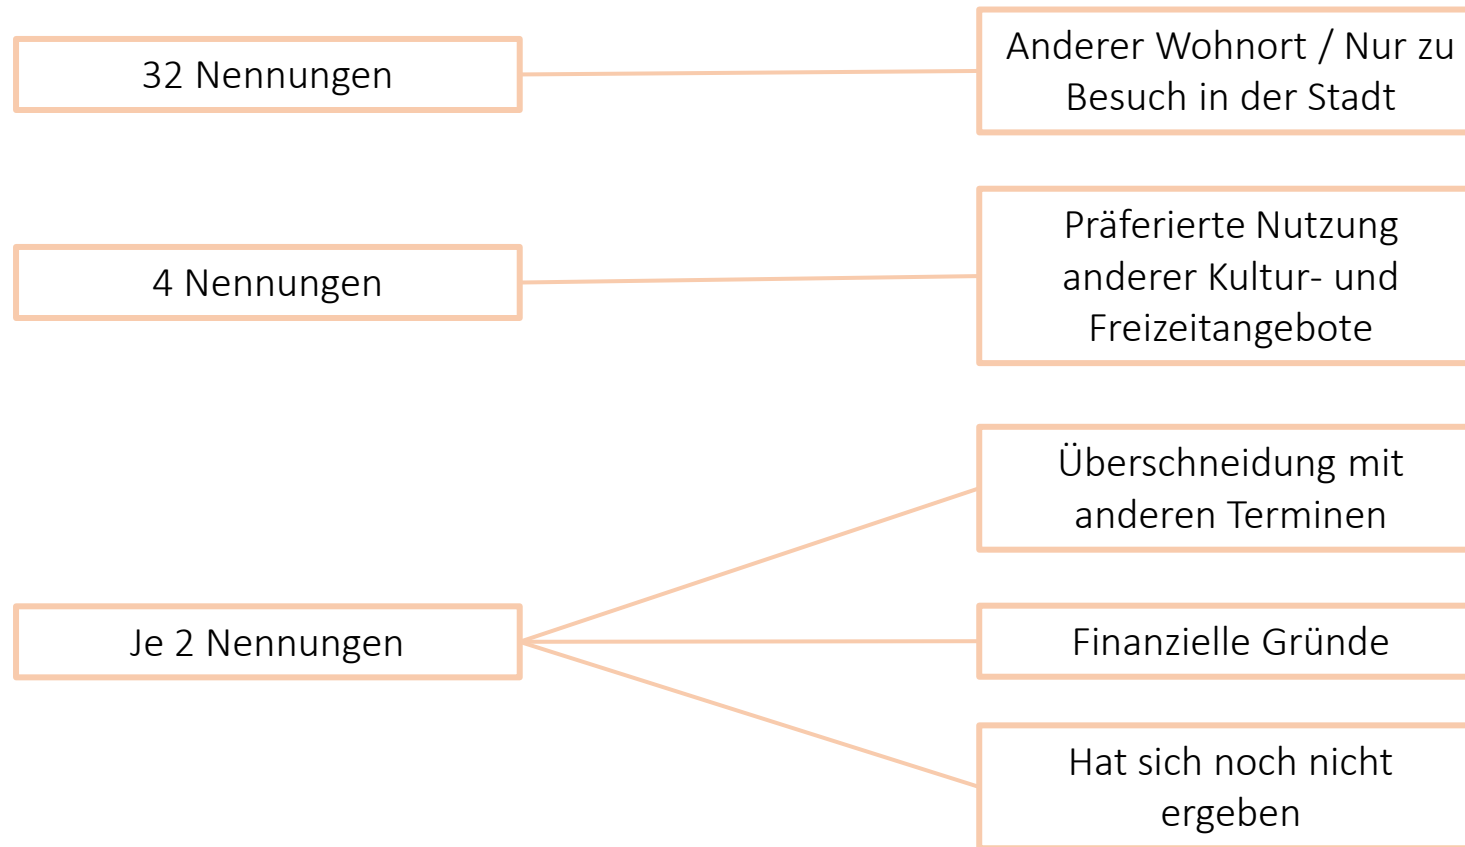 32 Nennungen
Anderer Wohnort / Nur zu
Besuch in der Stadt
4 Nennungen
Präferierte Nutzung
anderer Kultur- und
Freizeitangebote
Je 2 Nennungen
Überschneidung mit
anderen Terminen
Finanzielle Gründe
Hat sich noch nicht
ergeben